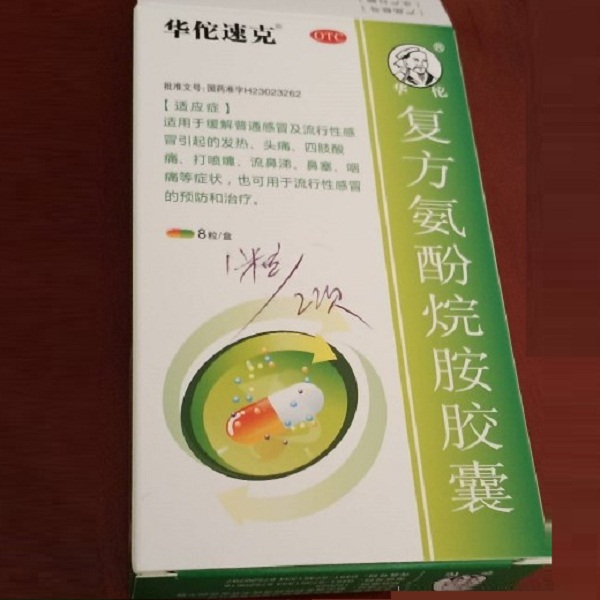 华佗速克®
OTC
批准文号：国药准字H23023262
【适应症】
适用于缓解普通感冒及流行性感
冒引起的发热、头痛、四肢酸
痛、打喷嚏、流鼻涕、鼻塞、咽
痛等症状，也可用于流行性感冒
的预防和治疗。
8粒/盒
1粒/2次
®
华佗
复方氨酚烷胺胶囊